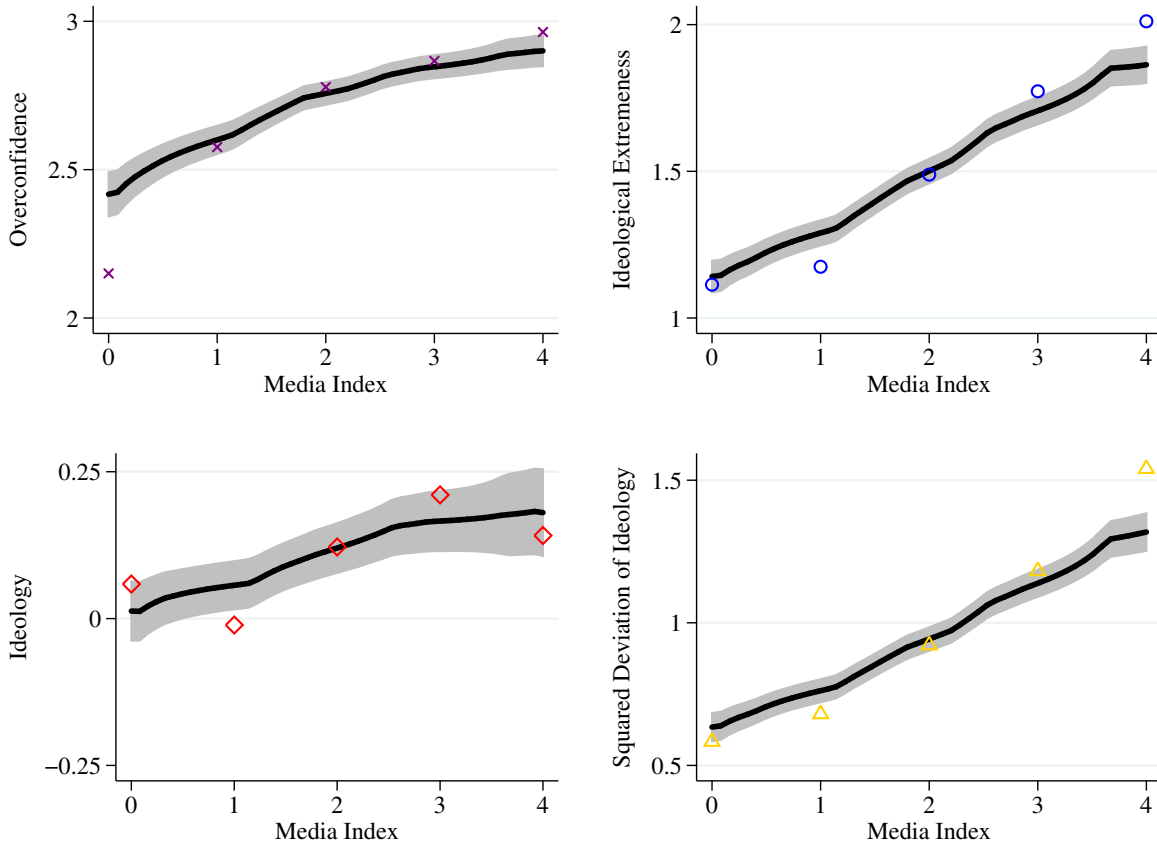 Overconfidence
3
2.5
2
0 1 2 3 4
Media Index
Ideological Extremeness
2
1.5
1
0 1 2 3 4
Media Index
Ideology
0.25
0
−0.25
0 1 2 3 4
Media Index
Squared Deviation of Ideology
1.5
1
0.5
0 1 2 3 4
Media Index